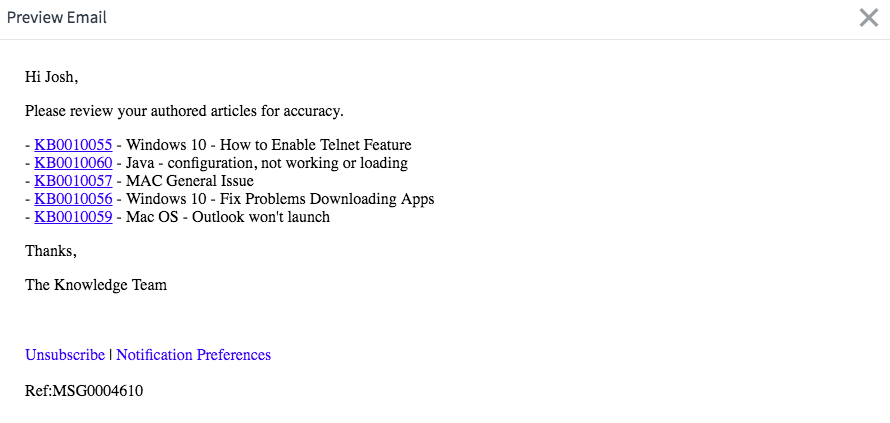 Preview Email
Hi Josh,
Please review your authored articles for accuracy.
- KB0010055 - Windows 10 - How to Enable Telnet Feature
- KB0010060 - Java - configuration, not working or loading
- KB0010057 - MAC General Issue
- KB0010056 - Windows 10 - Fix Problems Downloading Apps
- KB0010059 - Mac OS - Outlook won't launch
Thanks,
The Knowledge Team
Unsubscribe | Notification Preferences
Ref:MSG0004610